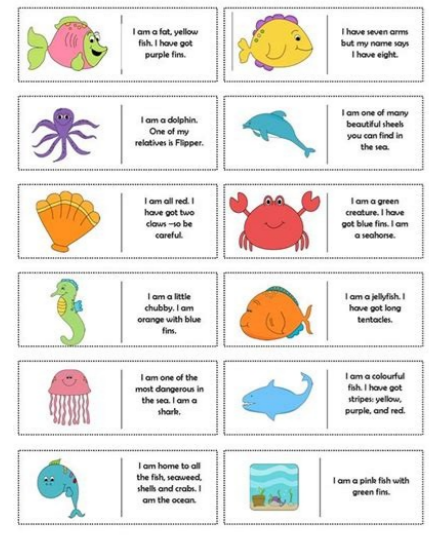 I am a fat, yellow
fish. I have got
purple fins.
I have seven arms
but my name says
I have eight.
I am a dolphin.
One of my
relatives is Flipper.
I am one of many
beautiful sheels
you can find in
the sea.
I am all red. I
have got two
claws –so be
careful.
I am a green
creature. I have
got blue fins. I am
a seahorse.
I am a little
chubby. I am
orange with blue
fins.
I am a jellyfish. I
have got long
tentacles.
I am one of the
most dangerous in
the sea. I am a
shark.
I am a colourful
fish. I have got
stripes: yellow,
purple, and red.
I am home to all
the fish, seaweed,
shells and crabs. I
am the ocean.
I am a pink fish with
green fins.